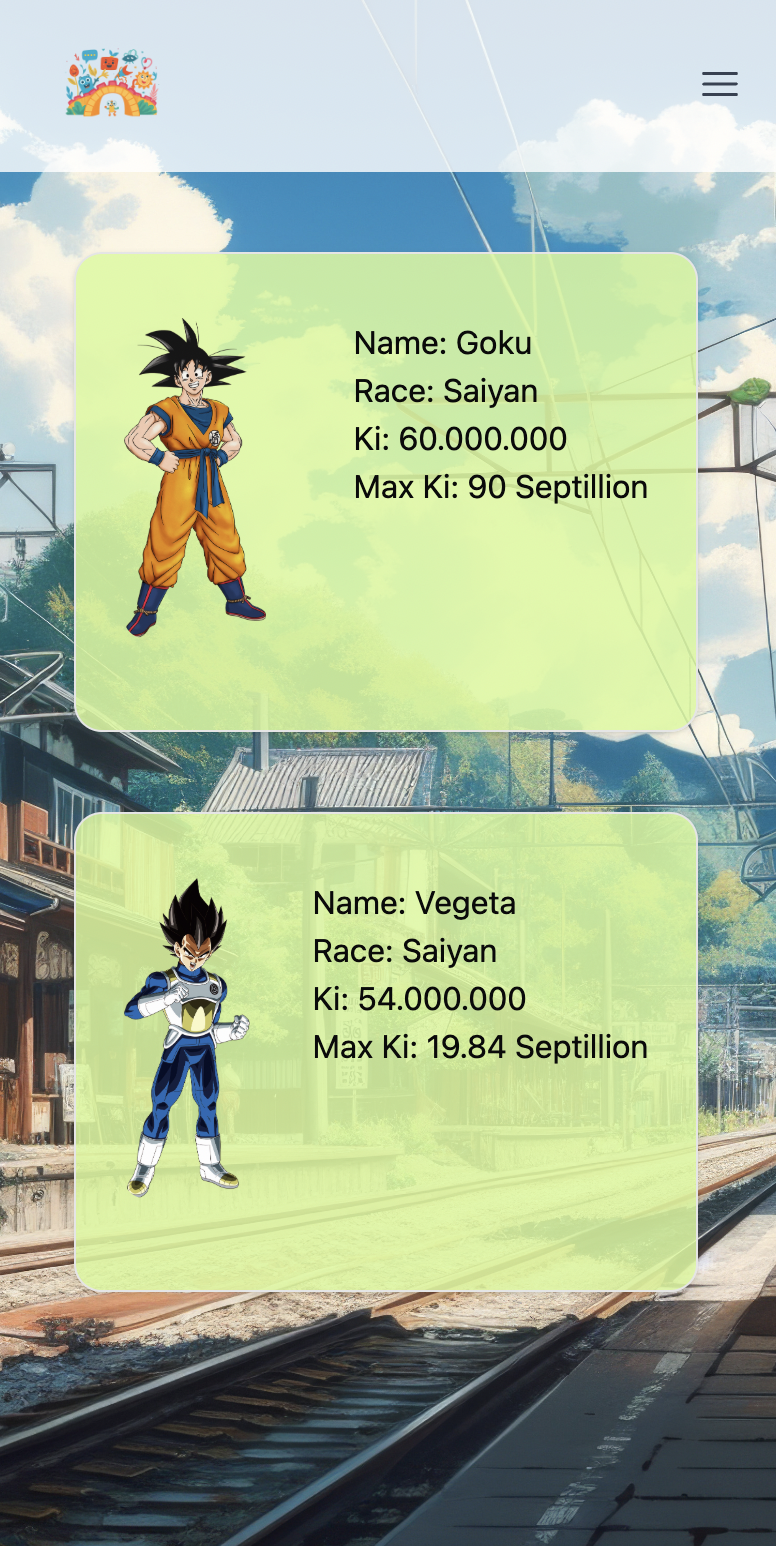 Name: Goku
Race: Saiyan
Ki: 60.000.000
Max Ki: 90 Septillion
Name: Vegeta
Race: Saiyan
Ki: 54.000.000
Max Ki: 19.84 Septillion